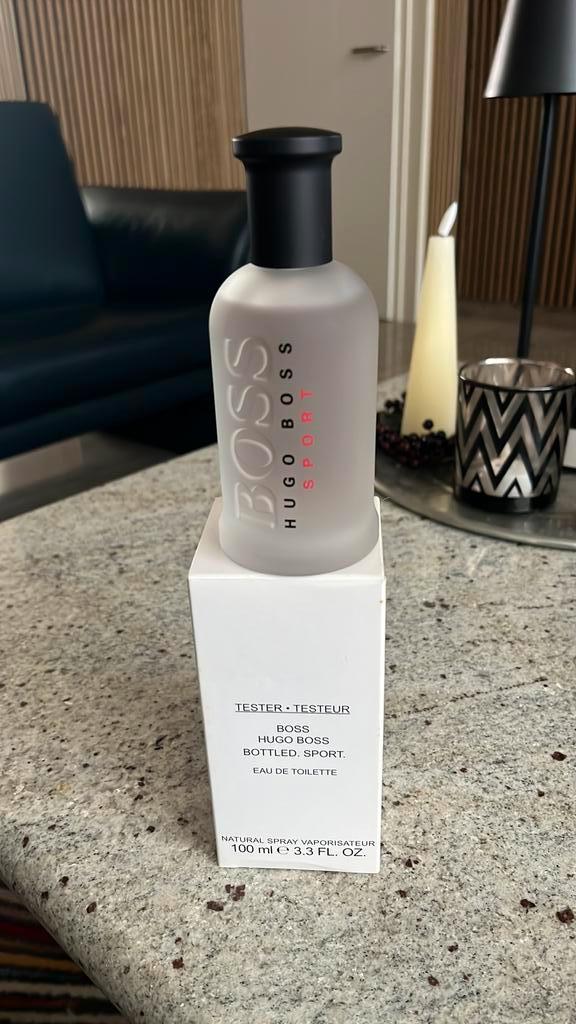 BOSS
HUGO BOSS
SPORT
TESTER • TESTEUR
BOSS
HUGO BOSS
BOTTLED. SPORT.
EAU DE TOILETTE
NATURAL SPRAY VAPORISATEUR
100 ml ℮ 3.3 FL. OZ.